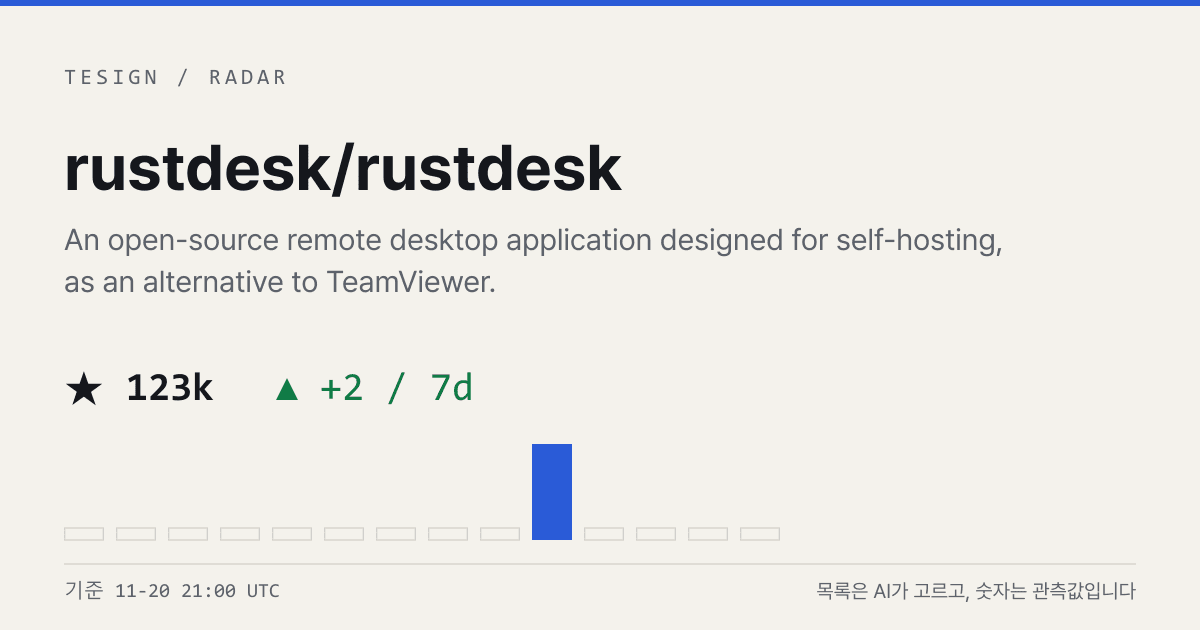 TESIGN / RADAR
rustdesk/rustdesk
An open-source remote desktop application designed for self-hosting,
as an alternative to TeamViewer.
★ 123k ▲ +2 / 7d
기준 11-20 21:00 UTC
목록은 AI가 고르고, 숫자는 관측값입니다